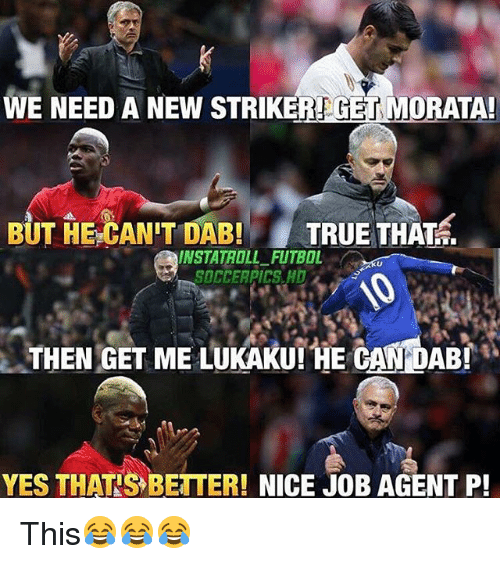 WE NEED A NEW STRIKER! GET MORATA!
BUT HE CAN'T DAB!
TRUE THAT.
INSTATROLL_FUTBOL
SOCCERPICS.HD
10
THEN GET ME LUKAKU! HE CAN DAB!
YES THAT'S BETTER! NICE JOB AGENT P!
This😂😂😂